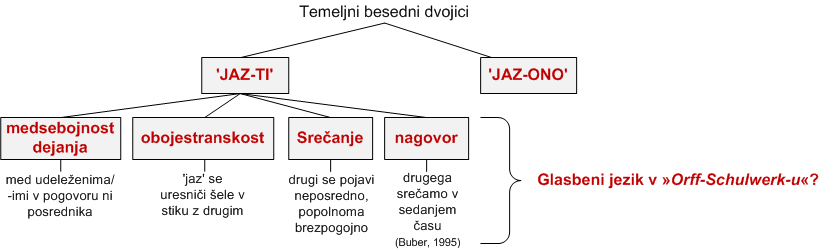 Temeljni besedni dvojici
'JAZ-TI'
'JAZ-ONO'
medsebojnost
dejanja
obojestranskost
Srečanje
nagovor
med udeleženima/
-imi v pogovoru ni
posrednika
'jaz' se
uresniči šele v
stiku z drugim
drugi se pojavi
neposredno,
popolnoma
brezpogojno
drugega
srečamo v
sedanjem
času
(Buber, 1995)
Glasbeni jezik v »Orff-Schulwerk-u«?